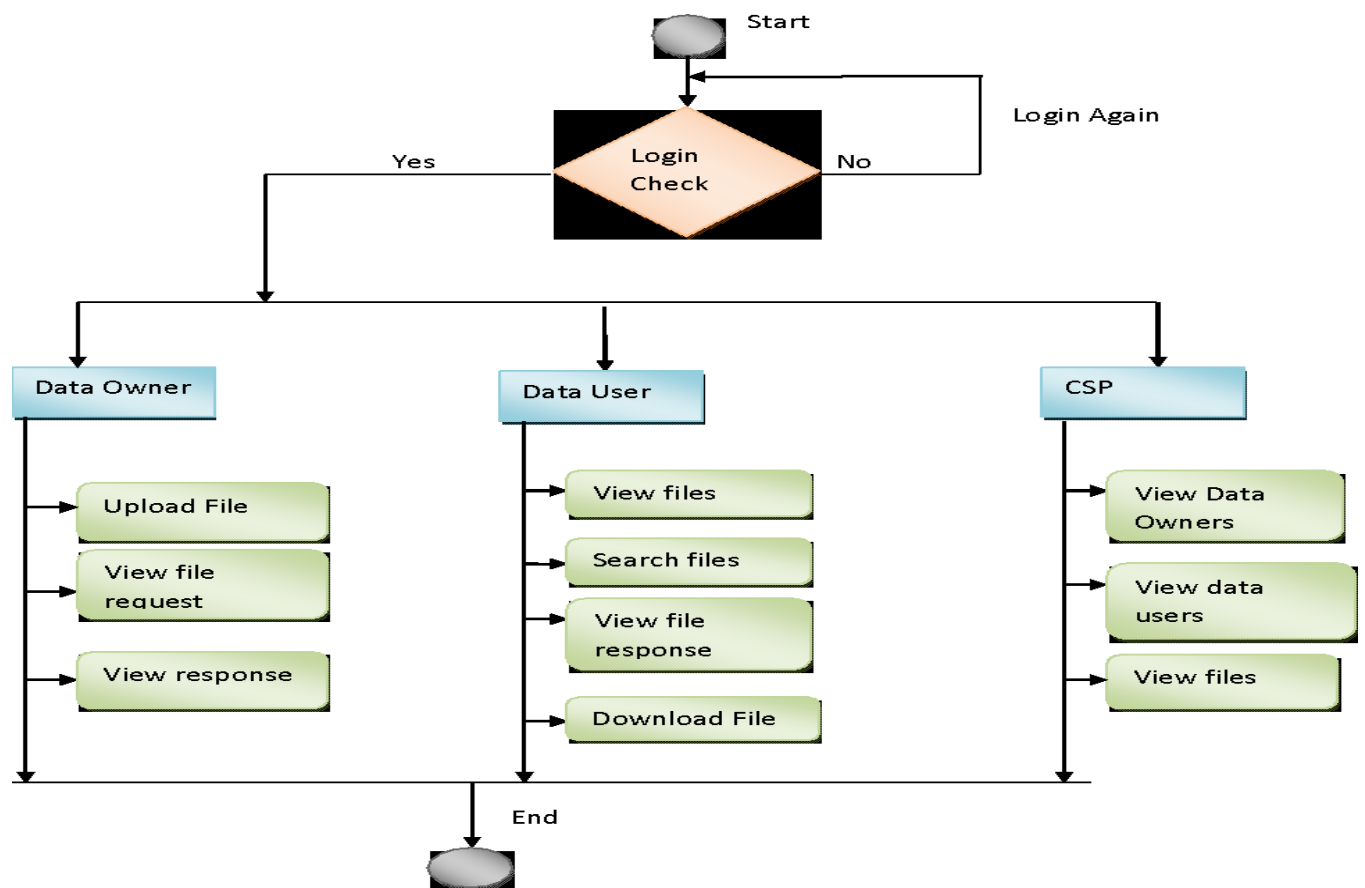 Start
Login Again
Yes
Login
Check
No
Data Owner
Upload File
View file
request
View response
Data User
View files
Search files
View file
response
Download File
CSP
View Data
Owners
View data
users
View files
End